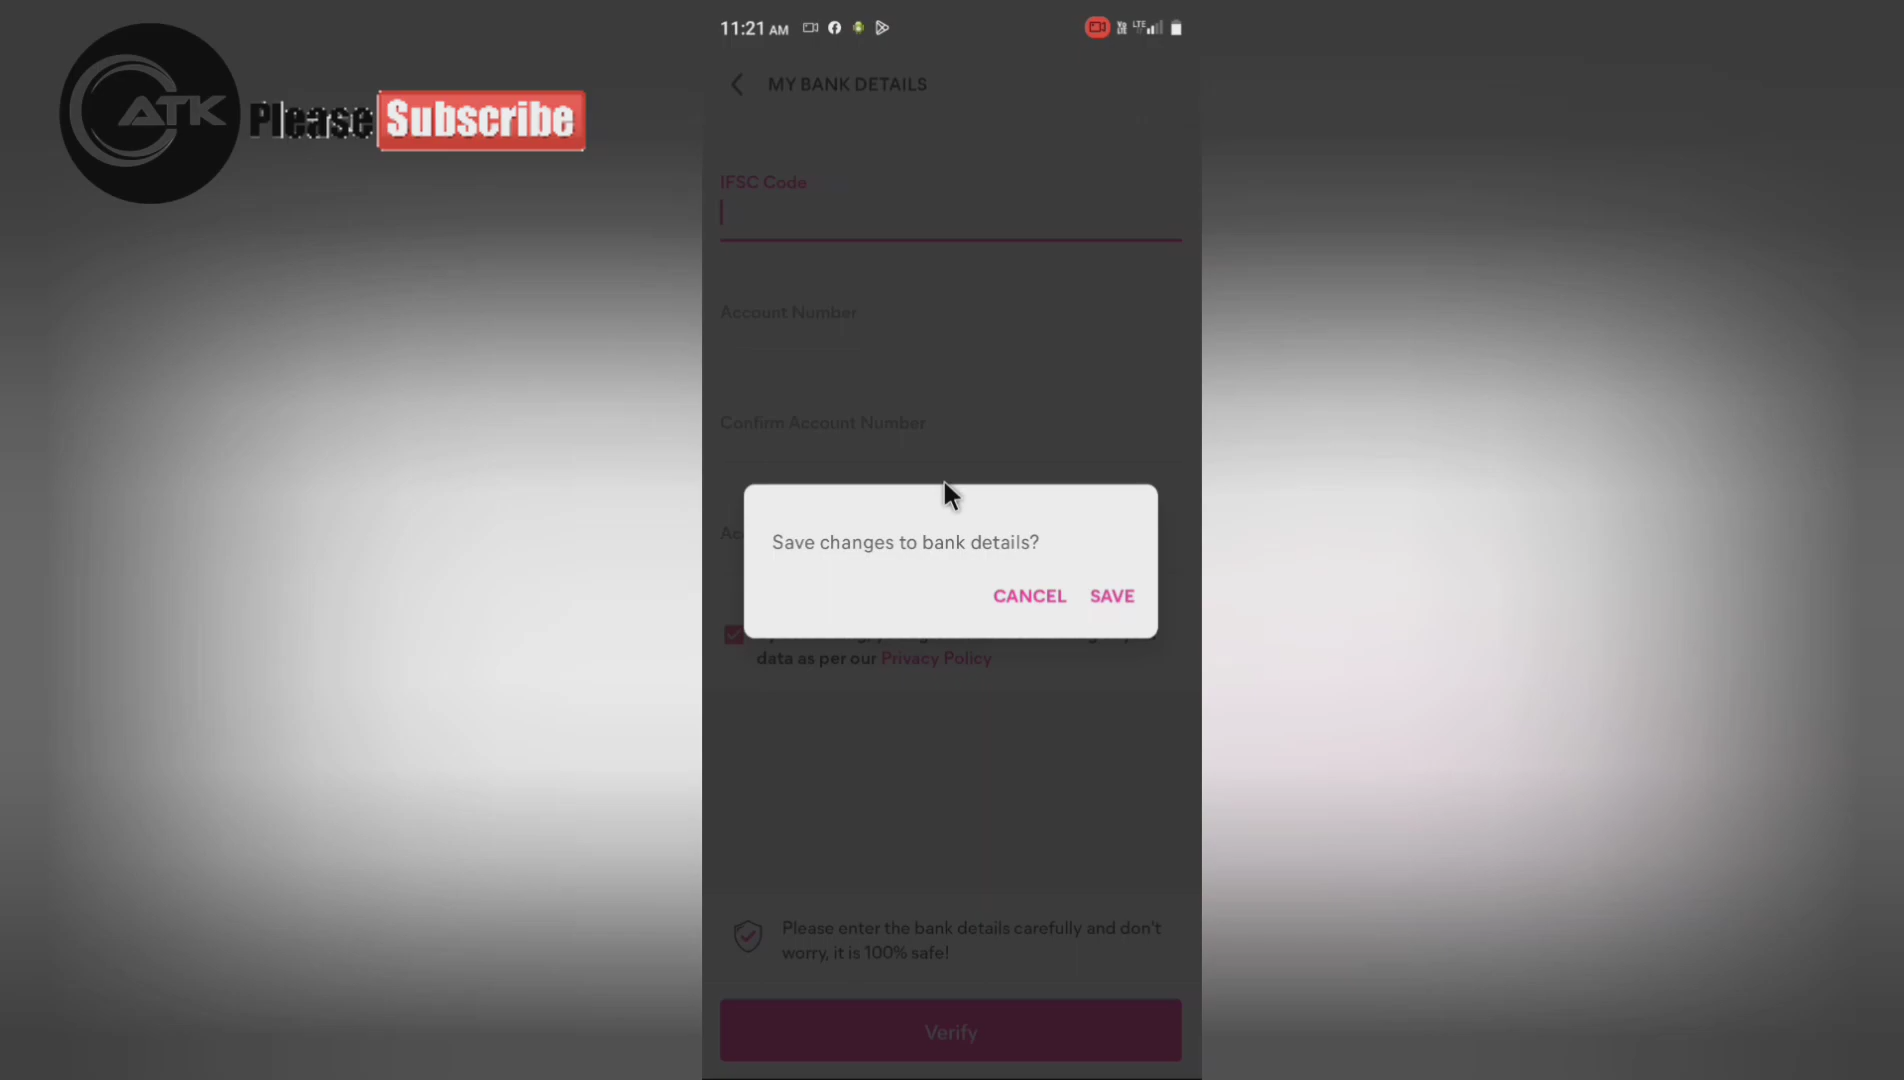 11:21 AM
LTE
ATK
Please Subscribe
MY BANK DETAILS
IFSC Code
Account Number
Confirm Account Number
Save changes to bank details?
CANCEL SAVE
data as per our Privacy Policy
Please enter the bank details carefully and don't
worry, it is 100% safe!
Verify